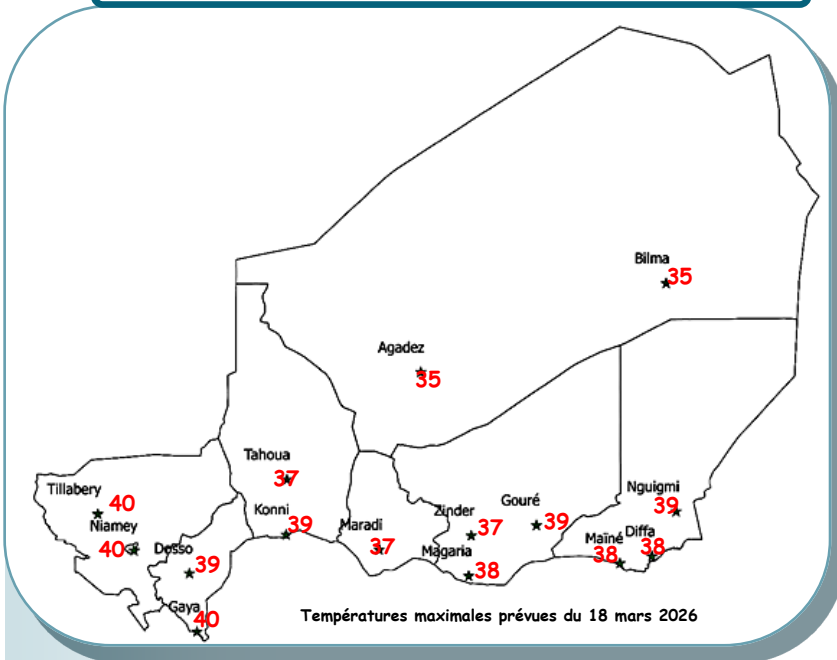 Bilma
35
Agadez
35
Tahoua
37
Tillabery
40
Nguigmi
39
Konni
39
Gouré
39
Zinder
37
Niamey
40
Maradi
37
Diffa
38
Maïné
38
Dosso
39
Magaria
38
Gaya
40
Températures maximales prévues du 18 mars 2026